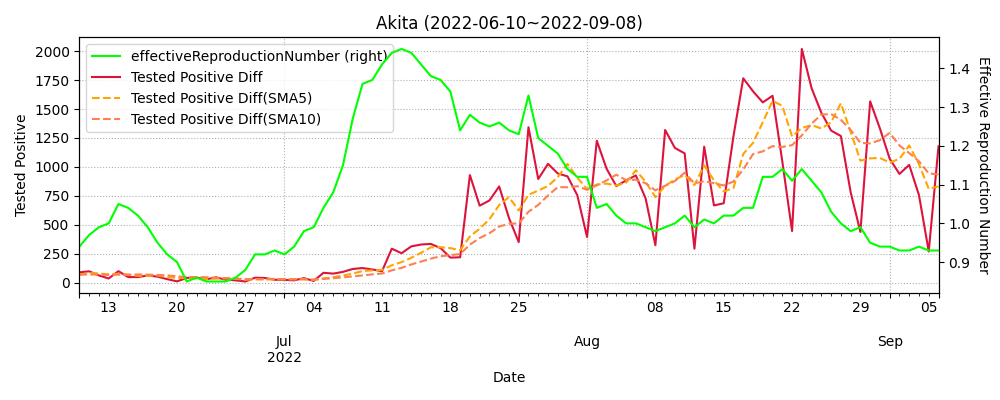 Akita (2022-06-10~2022-09-08)
effectiveReproductionNumber (right)
Tested Positive Diff
Tested Positive Diff(SMA5)
Tested Positive Diff(SMA10)
Tested Positive
2000
1750
1500
1250
1000
750
500
250
0
Effective Reproduction Number
1.4
1.3
1.2
1.1
1.0
0.9
13 20 27 04 11 18 25 08 15 22 29 05
Jul Aug Sep
2022
Date